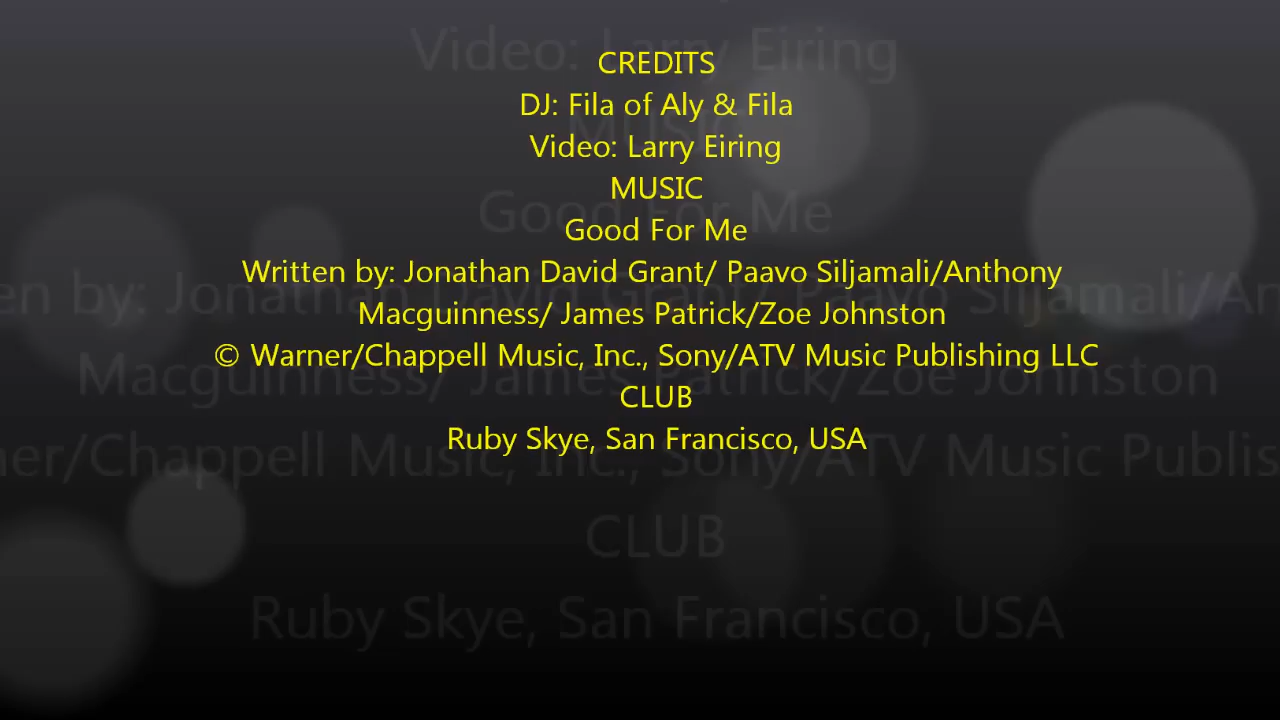 CREDITS
DJ: Fila of Aly & Fila
Video: Larry Eiring
MUSIC
Good For Me
Written by: Jonathan David Grant/ Paavo Siljamali/Anthony
Macguinness/ James Patrick/Zoe Johnston
© Warner/Chappell Music, Inc., Sony/ATV Music Publishing LLC
CLUB
Ruby Skye, San Francisco, USA